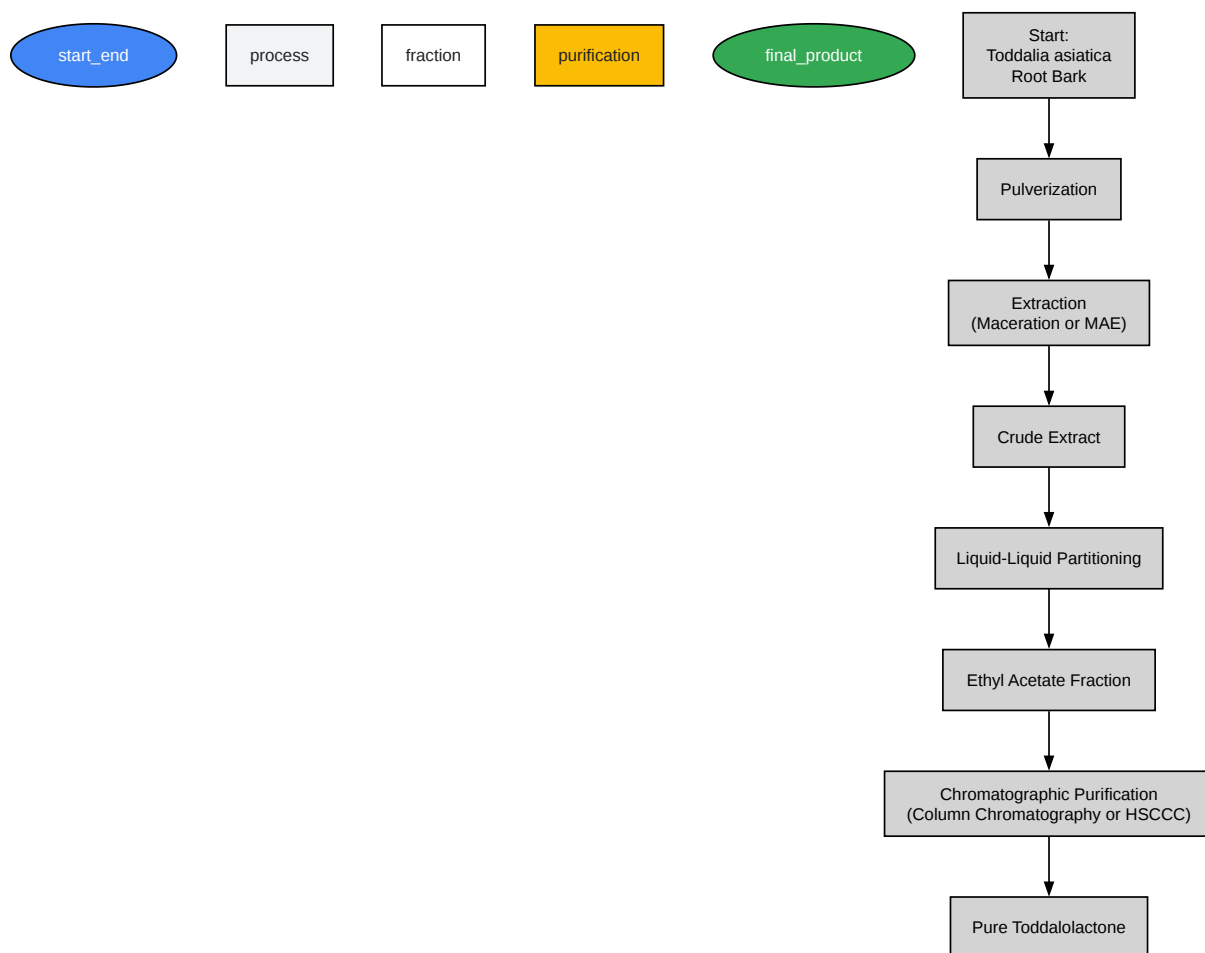 start_end
process
fraction
purification
final_product
Start:
Toddalia asiatica
Root Bark
Pulverization
Extraction
(Maceration or MAE)
Crude Extract
Liquid-Liquid Partitioning
Ethyl Acetate Fraction
Chromatographic Purification
(Column Chromatography or HSCCC)
Pure Toddalolactone